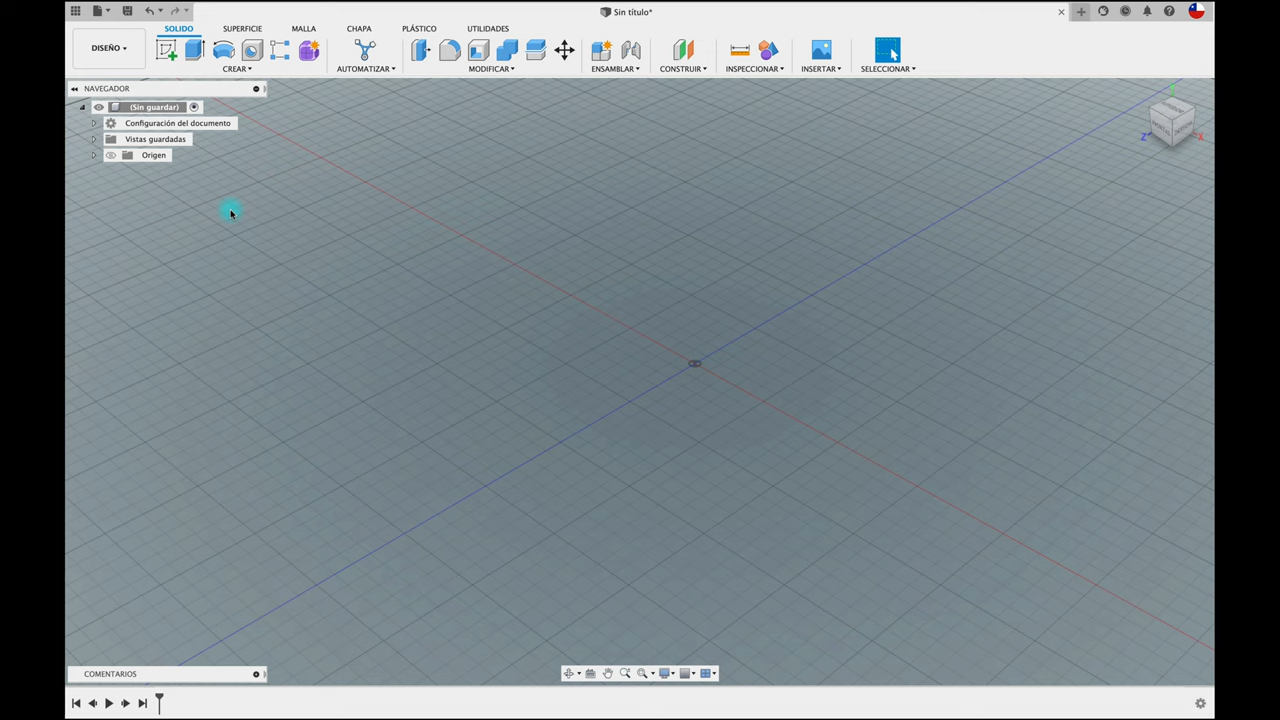 Sin título*
DISEÑO
SOLIDO
SUPERFICIE
MALLA
CHAPA
PLÁSTICO
UTILIDADES
CREAR
AUTOMATIZAR
MODIFICAR
ENSAMBLAR
CONSTRUIR
INSPECCIONAR
INSERTAR
SELECCIONAR
NAVEGADOR
(Sin guardar)
Configuración del documento
Vistas guardadas
Origen
Z
X
COMENTARIOS